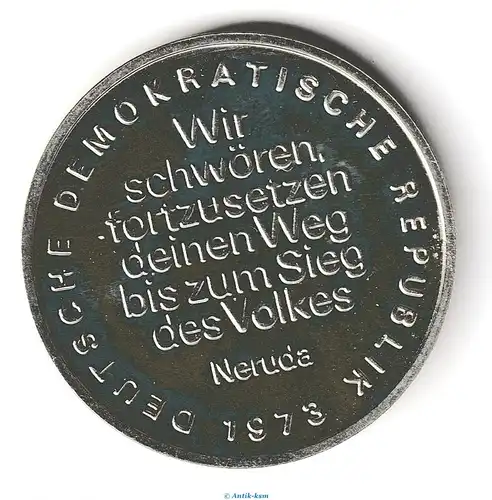 DEUTSCHE DEMOKRATISCHE REPUBLIK 1973
Wir
schwören,
fortzusetzen
deinen Weg
bis zum Sieg
des Volkes
Neruda
© Antik-ksm